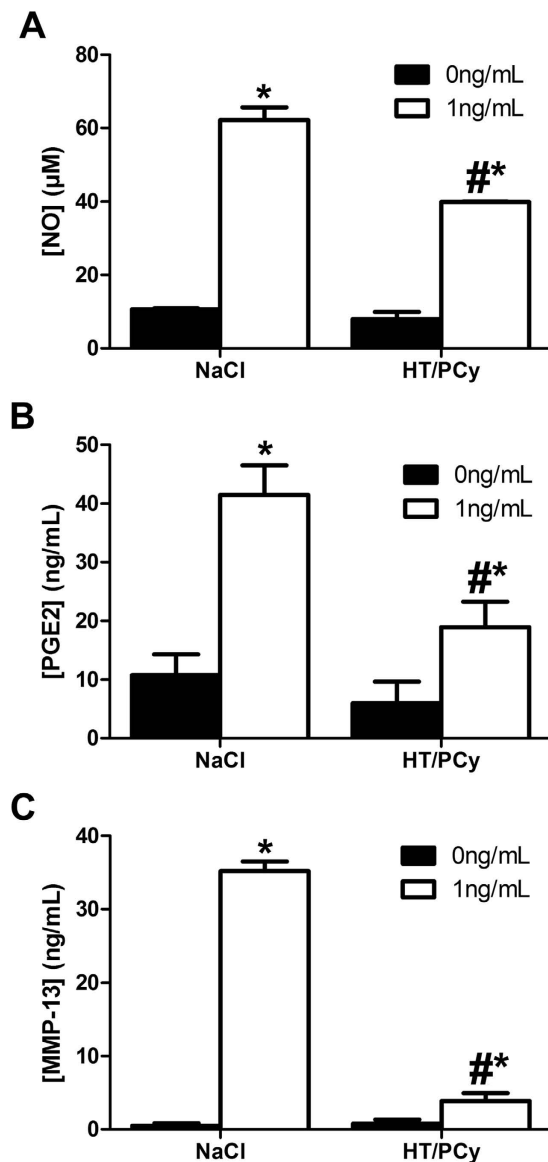 A
[NO] (µM)
80
60
40
20
0
*
#*
0ng/mL
1ng/mL
NaCl
HT/PCy
B
[PGE2] (ng/mL)
50
40
30
20
10
0
*
#*
0ng/mL
1ng/mL
NaCl
HT/PCy
C
[MMP-13] (ng/mL)
40
30
20
10
0
*
#*
0ng/mL
1ng/mL
NaCl
HT/PCy